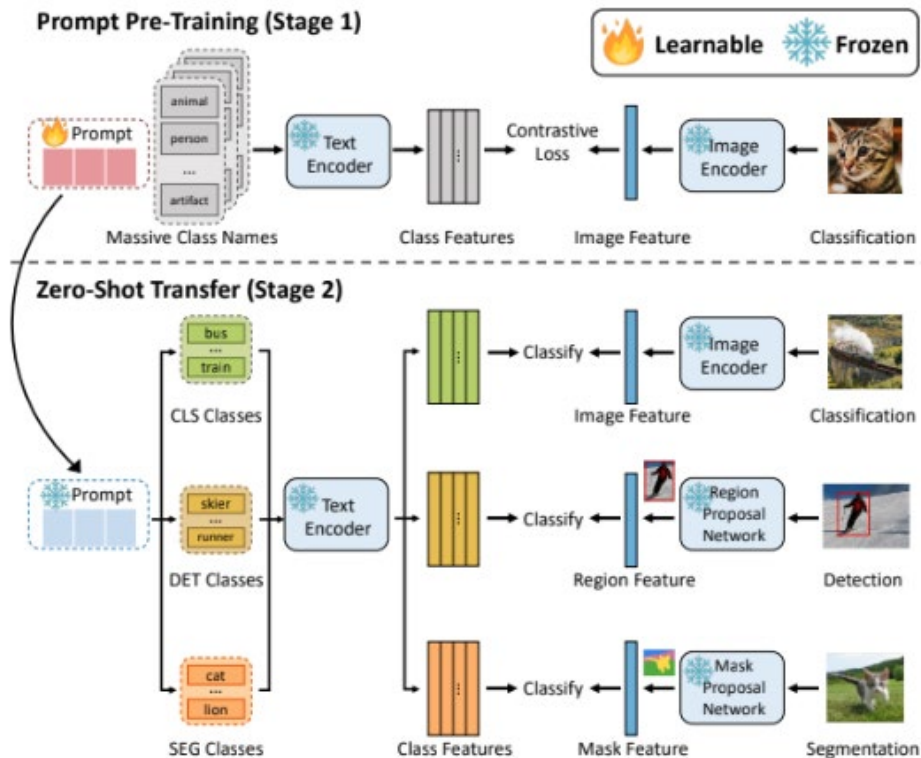 Prompt Pre-Training (Stage 1)
Learnable
Frozen
Prompt
animal
person
...
artifact
Text
Encoder
...
Contrastive
Loss
Image
Encoder
Massive Class Names
Class Features
Image Feature
Classification
Zero-Shot Transfer (Stage 2)
bus
...
train
CLS Classes
...
Classify
Image
Encoder
Image Feature
Classification
Prompt
skier
...
runner
DET Classes
Text
Encoder
...
Classify
Region
Proposal
Network
Region Feature
Detection
cat
...
lion
SEG Classes
...
Class Features
Classify
Mask
Proposal
Network
Mask Feature
Segmentation